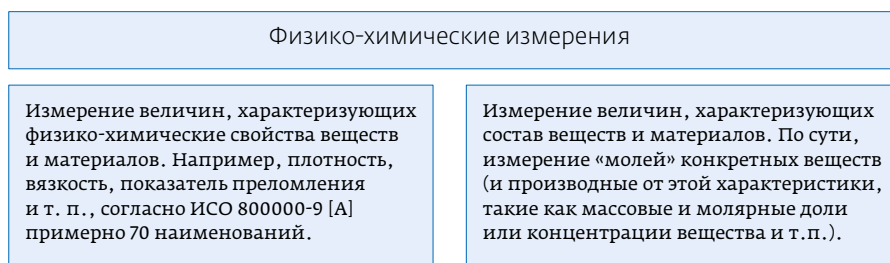 Физико-химические измерения
Измерение величин, характеризующих
физико-химические свойства веществ
и материалов. Например, плотность,
вязкость, показатель преломления
и т. п., согласно ИСО 800000-9 [А]
примерно 70 наименований.
Измерение величин, характеризующих
состав веществ и материалов. По сути,
измерение «молей» конкретных веществ
(и производные от этой характеристики,
такие как массовые и молярные доли
или концентрации вещества и т.п.).